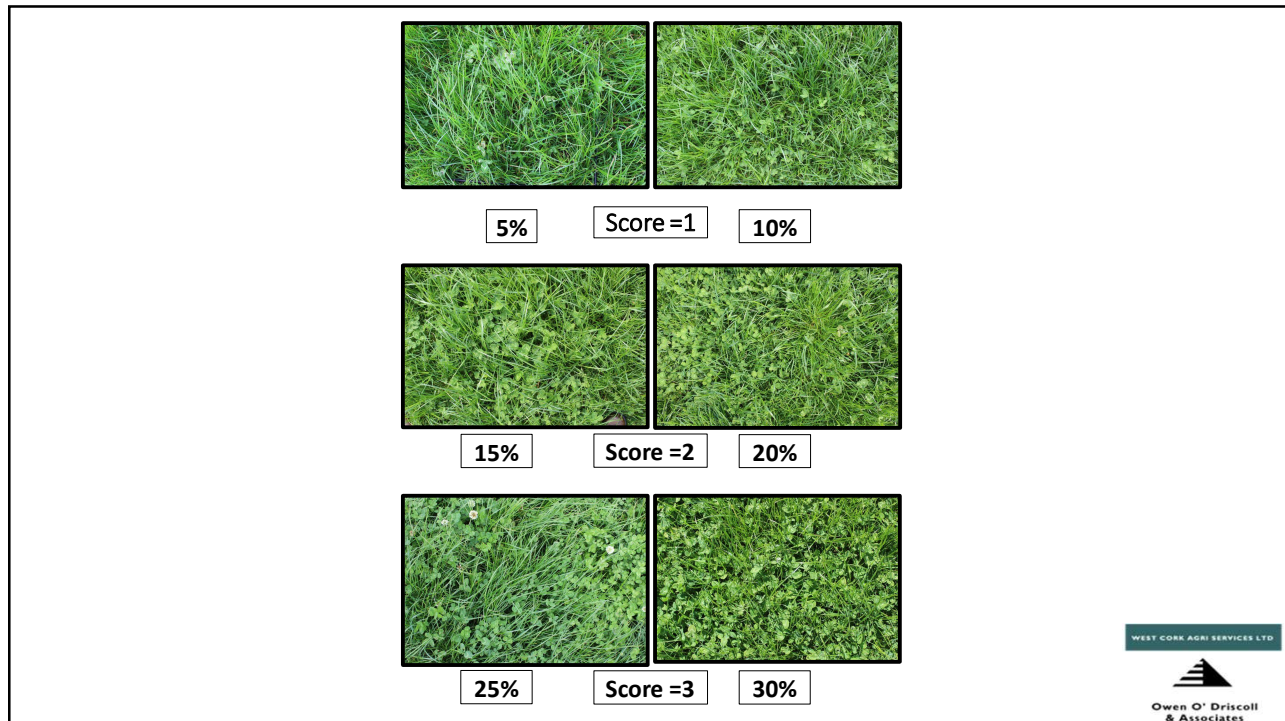 5%
Score =1
10%
15%
Score =2
20%
25%
Score =3
30%
WEST CORK AGRI SERVICES LTD
Owen O' Driscoll
& Associates